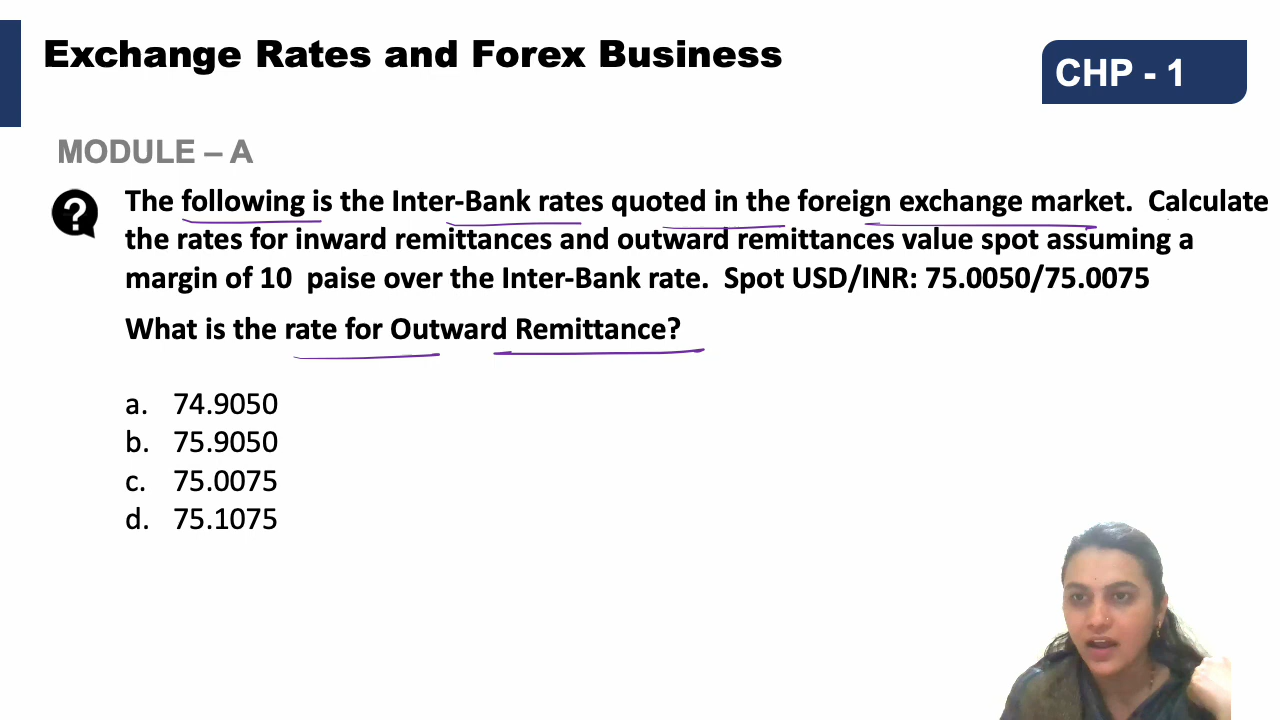 Exchange Rates and Forex Business
CHP - 1
MODULE – A
?
The following is the Inter-Bank rates quoted in the foreign exchange market. Calculate
the rates for inward remittances and outward remittances value spot assuming a
margin of 10 paise over the Inter-Bank rate. Spot USD/INR: 75.0050/75.0075
What is the rate for Outward Remittance?
a. 74.9050
b. 75.9050
c. 75.0075
d. 75.1075